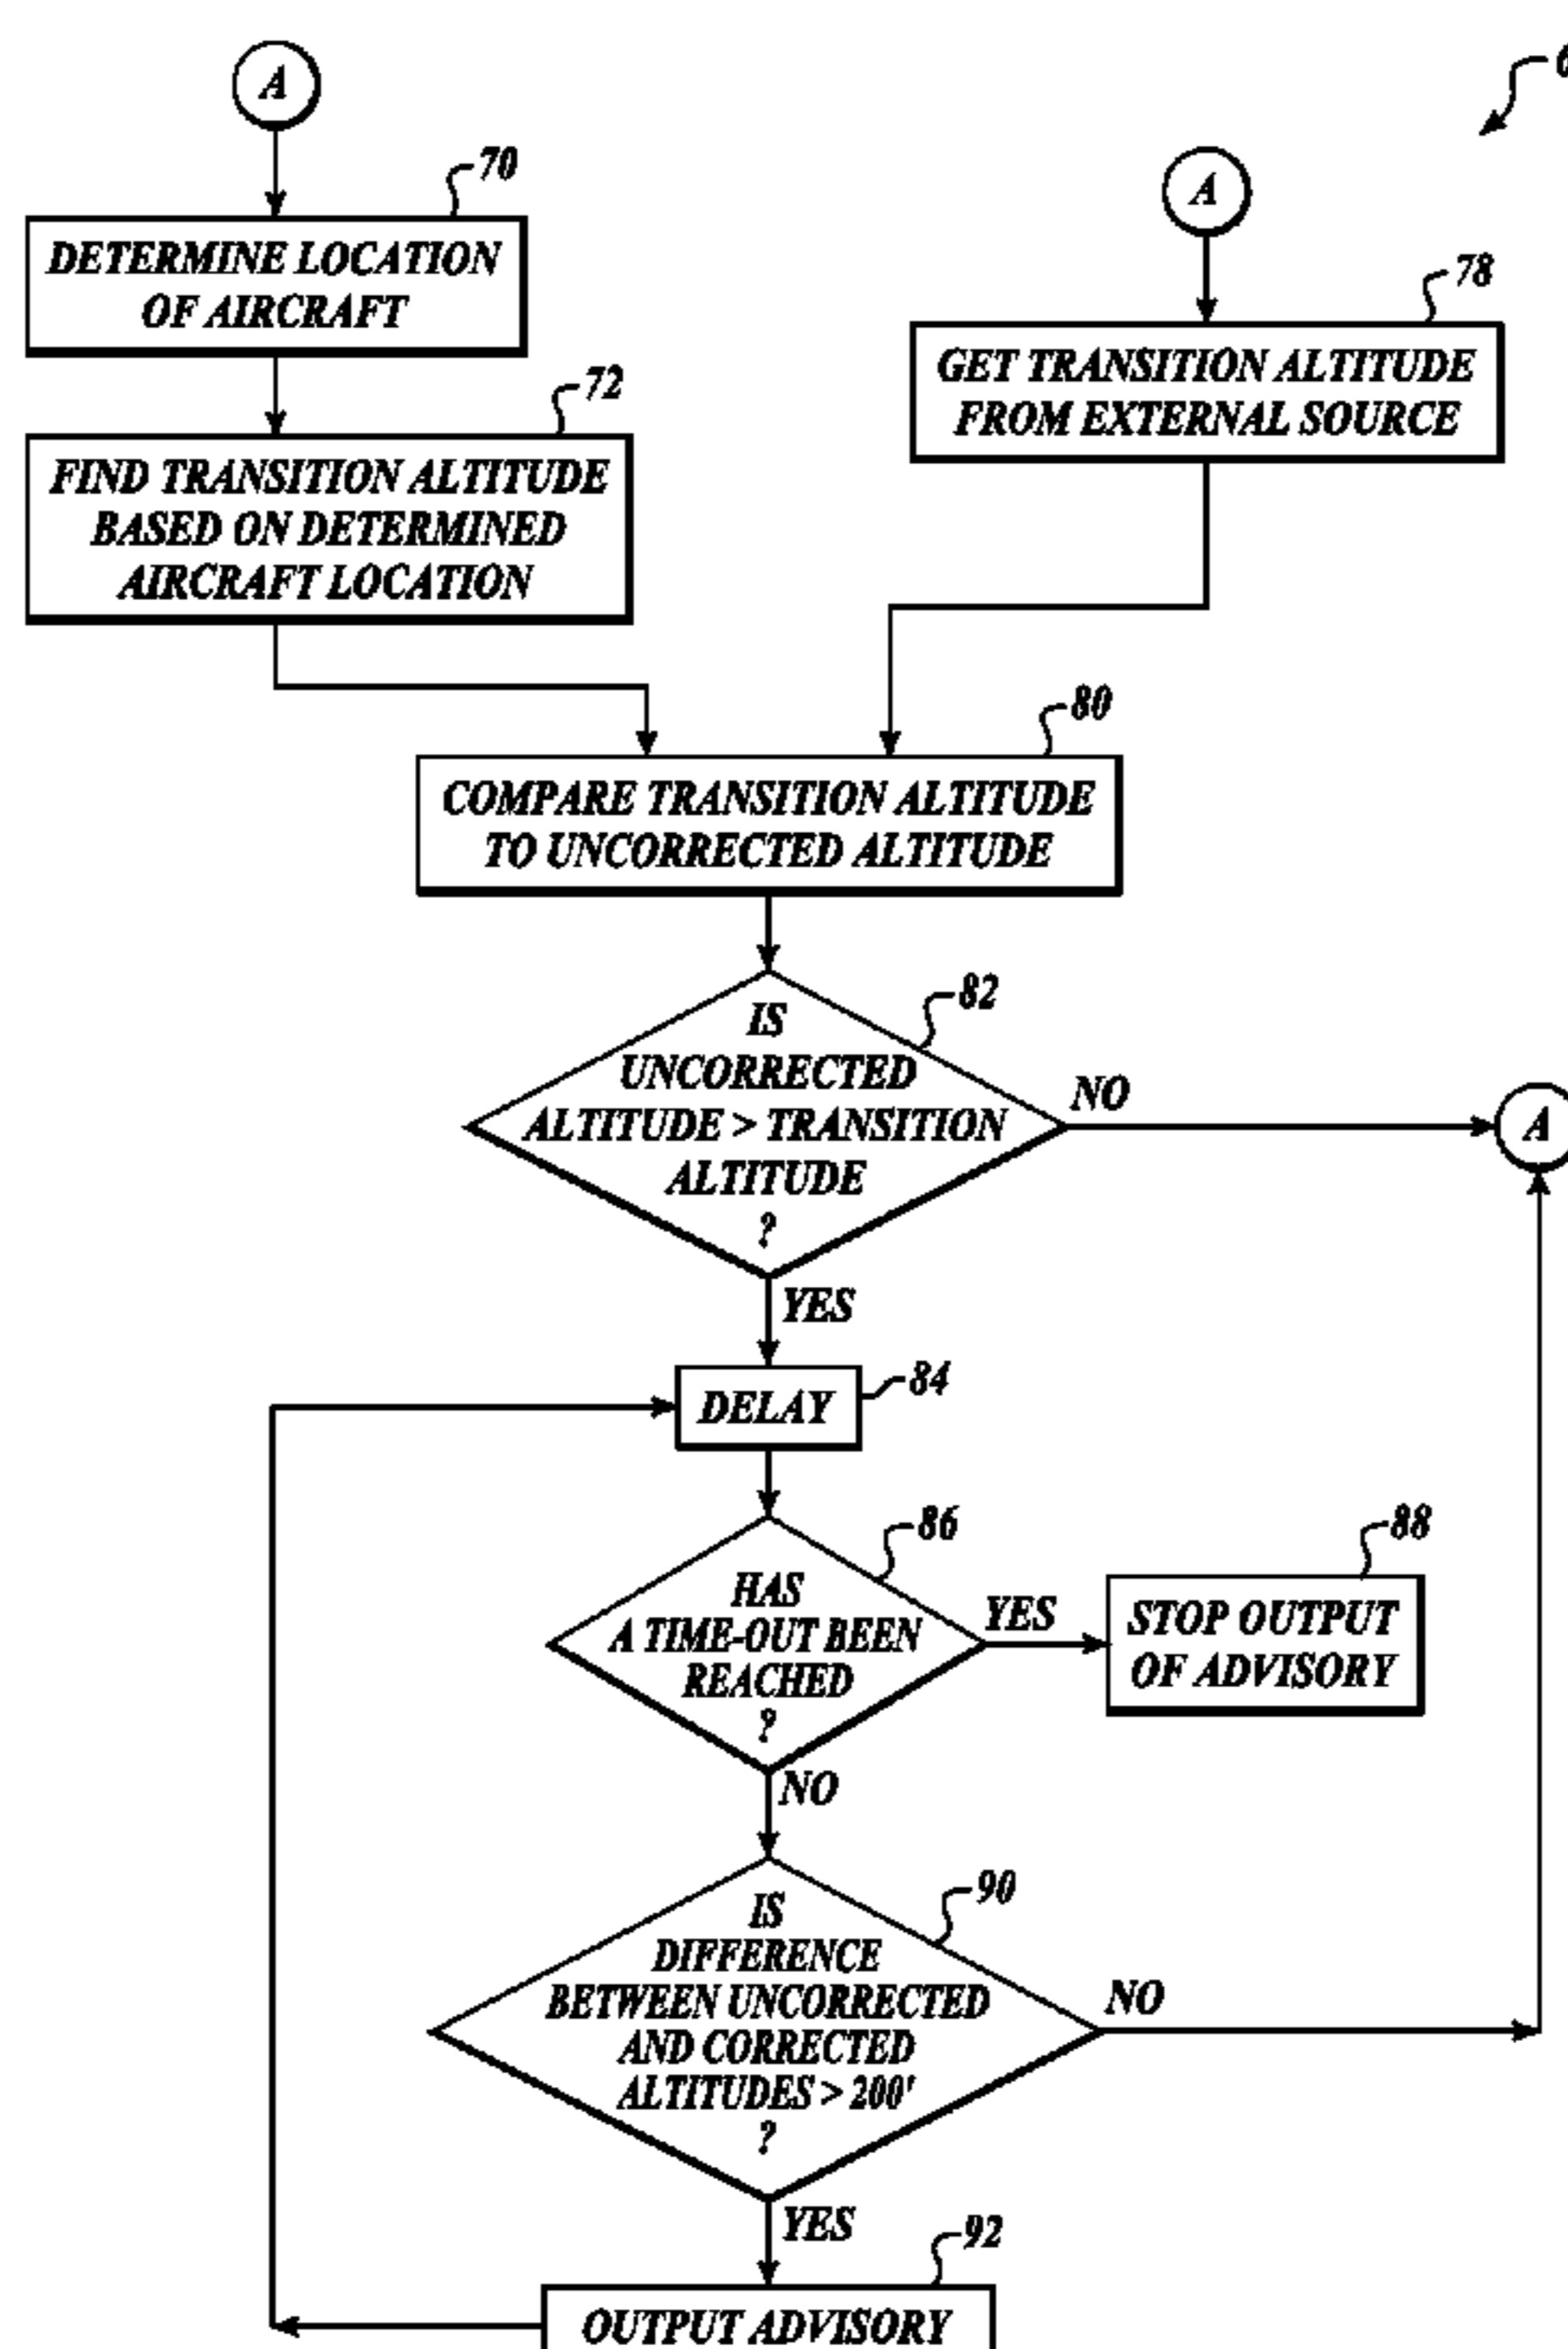 A
70
DETERMINE LOCATION
OF AIRCRAFT
72
FIND TRANSITION ALTITUDE
BASED ON DETERMINED
AIRCRAFT LOCATION
A
78
GET TRANSITION ALTITUDE
FROM EXTERNAL SOURCE
80
COMPARE TRANSITION ALTITUDE
TO UNCORRECTED ALTITUDE
82
IS
UNCORRECTED
ALTITUDE > TRANSITION
ALTITUDE
?
NO
A
YES
84
DELAY
86
HAS
A TIME-OUT BEEN
REACHED
?
YES
88
STOP OUTPUT
OF ADVISORY
NO
90
IS
DIFFERENCE
BETWEEN UNCORRECTED
AND CORRECTED
ALTITUDES > 200'
?
NO
YES
92
OUTPUT ADVISORY